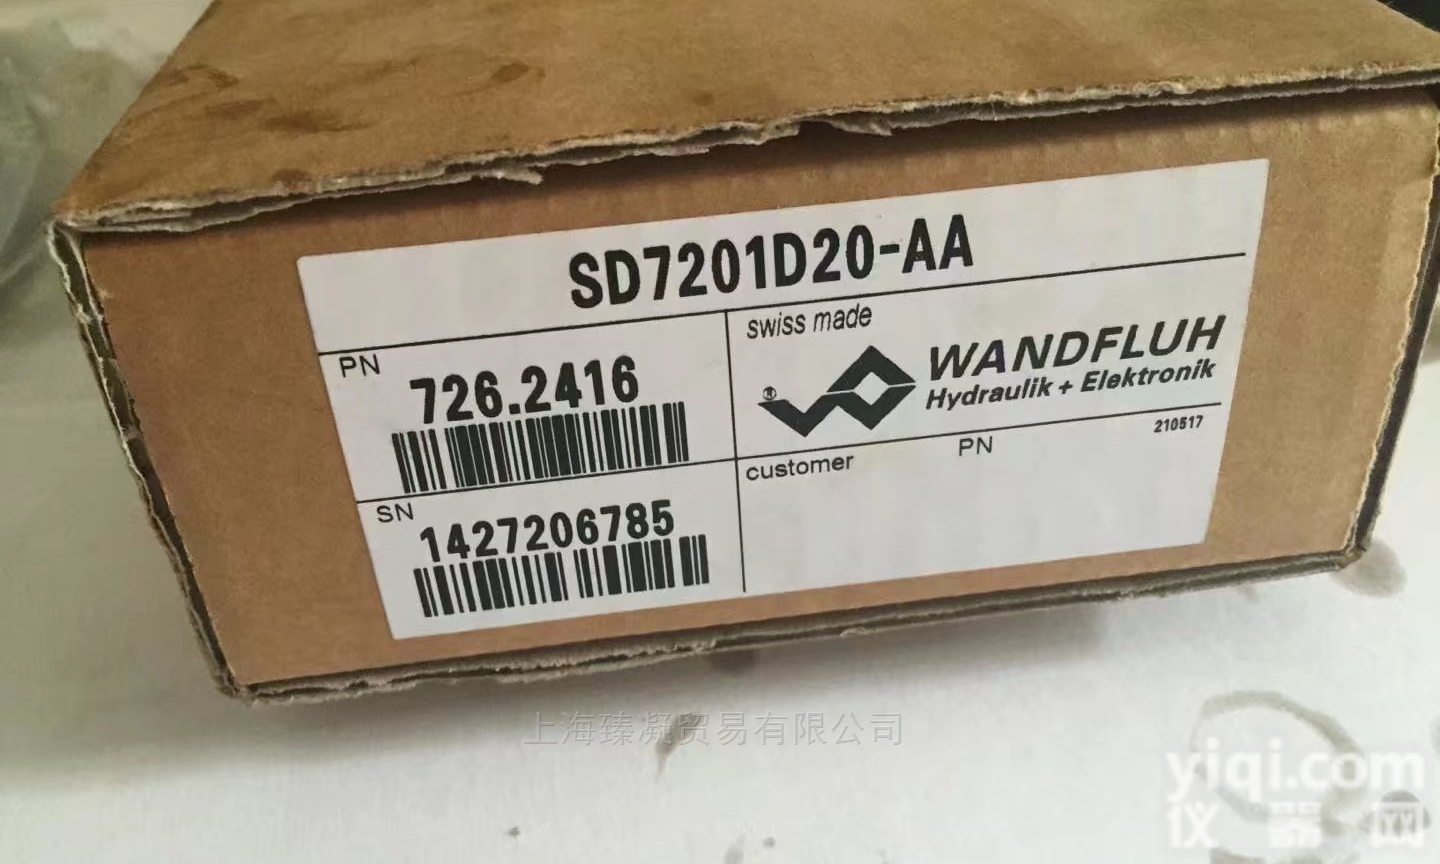 SD7201D20-AA
PN
726.2416
swiss made
®
WANDFLUH
Hydraulik + Elektronik
210517
SN
1427206785
customer
PN
上海臻凝贸易有限公司
yiqi.com
仪器网